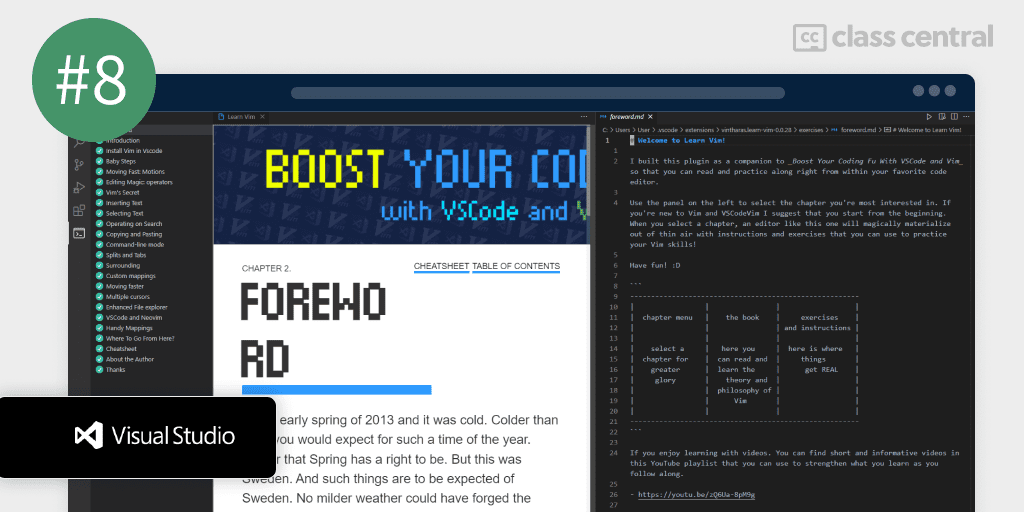 #8
class central
Introduction
Install Vim in Vscode
Baby Steps
Moving Fast: Motions
Editing Magic: operators
Vim's Secret
Inserting Text
Selecting Text
Operating on Search
Copying and Pasting
Command-line mode
Splits and Tabs
Surrounding
Custom mappings
Moving faster
Multiple cursors
Enhanced File explorer
VSCode and Neovim
Handy Mappings
Where To Go From Here?
Cheatsheet
About the Author
Thanks
Visual Studio
Learn Vim
BOOST YOUR COD
with VSCode and
CHAPTER 2.
CHEATSHEET TABLE OF CONTENTS
FOREWO
RD
early spring of 2013 and it was cold. Colder than
you would expect for such a time of the year.
that Spring has a right to be. But this was
Sweden. And such things are to be expected of
Sweden. No milder weather could have forged the
foreword.md
C: > Users > User > .vscode > extensions > vintharas.learn-vim-0.0.28 > exercises > foreword.md > # Welcome to Learn Vim!
1 # Welcome to Learn Vim!
1
2 I built this plugin as a companion to _Boost Your Coding Fu With VSCode and Vim_
so that you can read and practice along right from within your favorite code
editor.
3
4 Use the panel on the left to select the chapter you're most interested in. If
you're new to Vim and VSCodeVim I suggest that you start from the beginning.
When you select a chapter, an editor like this one will magically materialize
out of thin air with instructions and exercises that you can use to practice
your Vim skills!
5
6 Have fun! :D
7
8 ```
9 -------------------------------------------------
10 | | | |
11 | chapter menu | the book | exercises |
12 | | | and instructions |
13 | | | |
14 | select a | here you | here is where |
15 | chapter for | can read and | things |
16 | greater | learn the | get REAL |
17 | glory | theory and | |
18 | | philosophy of | |
19 | | Vim | |
20 | | | |
21 -------------------------------------------------
22 ```
23
24 If you enjoy learning with videos. You can find short and informative videos in
this YouTube playlist that you can use to strengthen what you learn as you
follow along.
25
26 - https://youtu.be/zQ6Ua-8pM9g
27